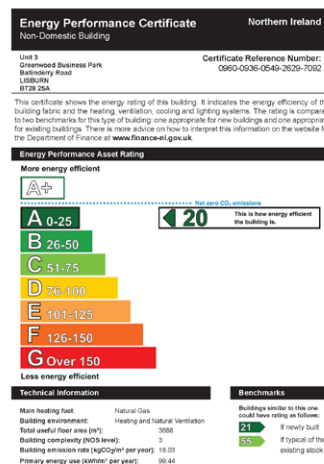 Energy Performance Certificate
Northern Ireland
Non-Domestic Building
Unit 3
Greenwood Business Park
Ballinderry Road
LISBURN
BT28 2SA
Certificate Reference Number:
0960-0936-0549-2629-7092
This certificate shows the energy rating of this building. It indicates the energy efficiency of th
building fabric and the heating, ventilation, cooling and lighting systems. The rating is compare
to two benchmarks for this type of building: one appropriate for new buildings and one appropria
for existing buildings. There is more advice on how to interpret this information on the website f
the Department of Finance at www.finance-ni.gov.uk.
Energy Performance Asset Rating
More energy efficient
A+
Net zero CO₂ emissions
A 0-25
20
This is how energy efficient
the building is.
B 26-50
C 51-75
D 76-100
E 101-125
F 126-150
G Over 150
Less energy efficient
Technical Information
Main heating fuel: Natural Gas
Building environment: Heating and Natural Ventilation
Total useful floor area (m²): 3688
Building complexity (NOS level): 3
Building emission rate (kgCO₂/m² per year): 18.03
Primary energy use (kWh/m² per year): 99.44
Benchmarks
Buildings similar to this one
could have rating as follows:
21 If newly built
55 If typical of the
existing stock